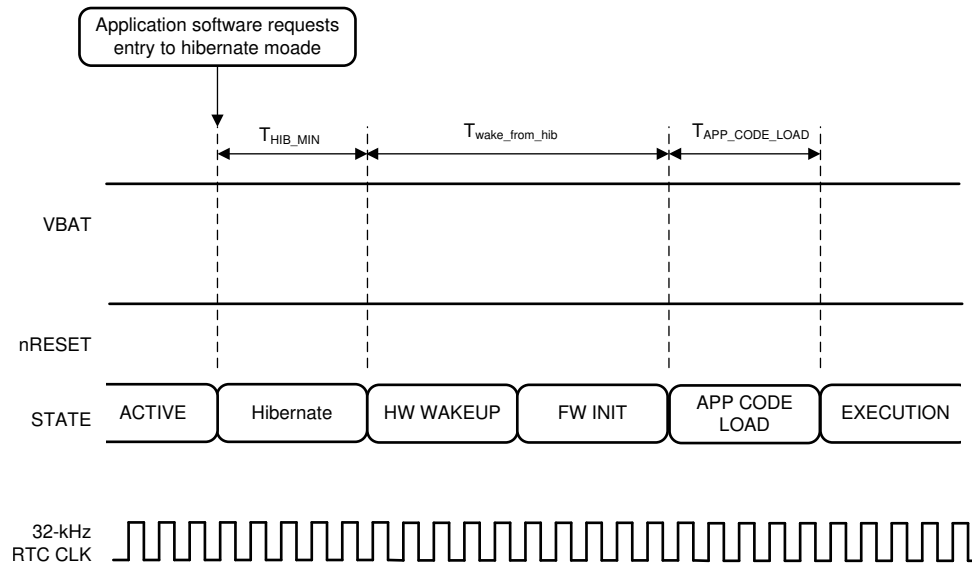 Application software requests
entry to hibernate moade
THIB_MIN
Twake_from_hib
TAPP_CODE_LOAD
VBAT
nRESET
STATE
ACTIVE
Hibernate
HW WAKEUP
FW INIT
APP CODE
LOAD
EXECUTION
32-kHz
RTC CLK